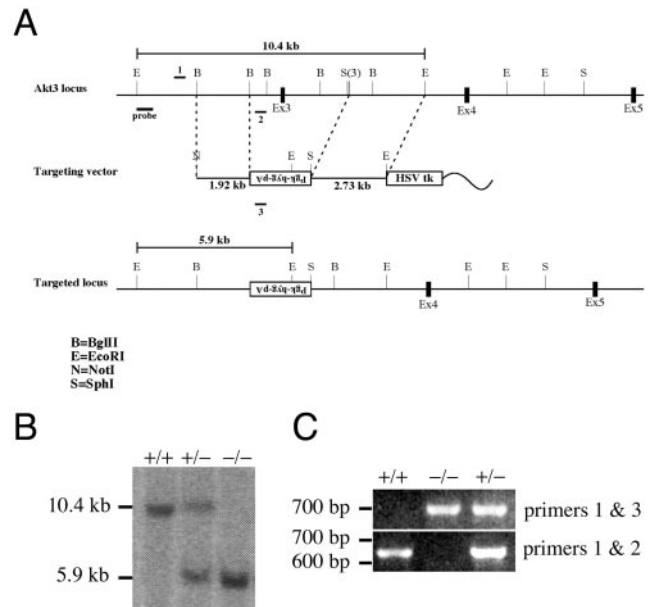 A
10.4 kb
E 1 B B B B S(3) B E E E S
Akt3 locus
probe 2 Ex3 Ex4 Ex5
N E S E
Targeting vector
1.92 kb Pgk-hyg-pA 2.73 kb HSV tk
3
5.9 kb
E B E S B E E E S
Targeted locus
Pgk-hyg-pA
Ex4 Ex5
B=BglII
E=EcoRI
N=NotI
S=SphI
B
+/+ +/− −/−
10.4 kb
5.9 kb
C
+/+ −/− +/−
700 bp primers 1 & 3
700 bp
600 bp primers 1 & 2